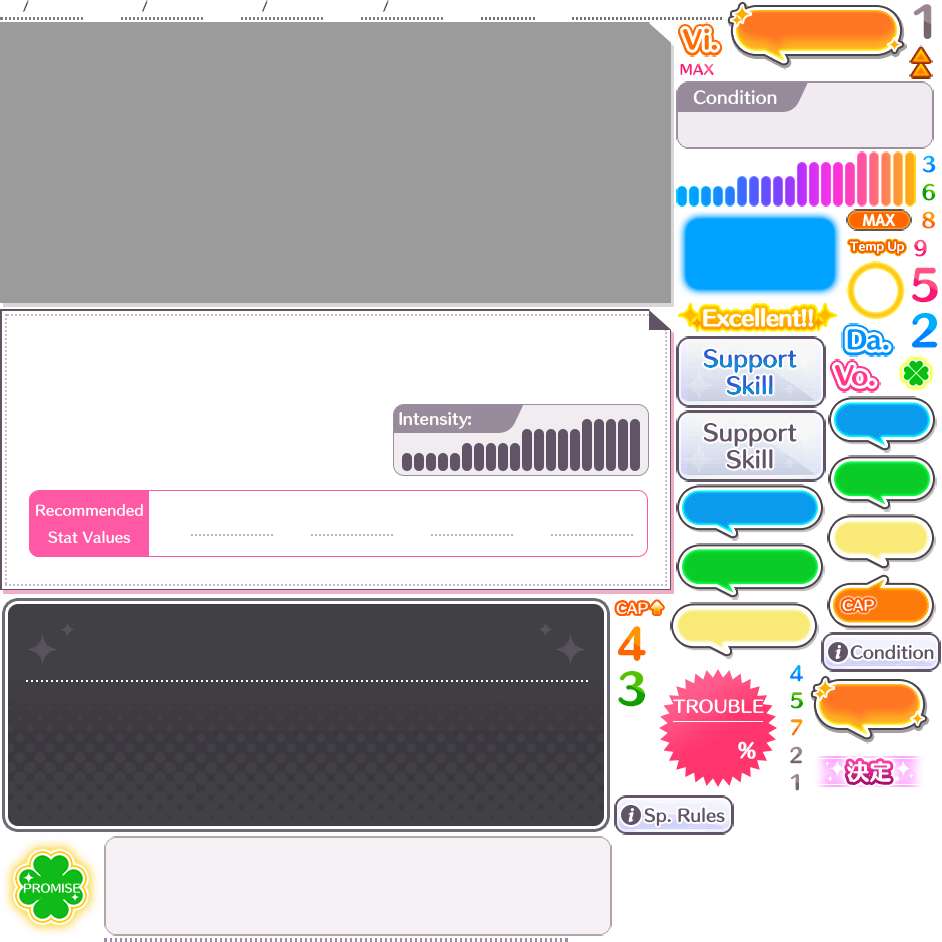 / / / /
Vi.
MAX
1
Condition
3
6
MAX
8
Temp Up
9
5
Excellent!!
2
Da.
Support
Skill
Vo.
Intensity:
Support
Skill
Recommended
Stat Values
CAP
CAP
4
i Condition
3
TROUBLE
%
4
5
7
2
1
決定
i Sp. Rules
PROMISE